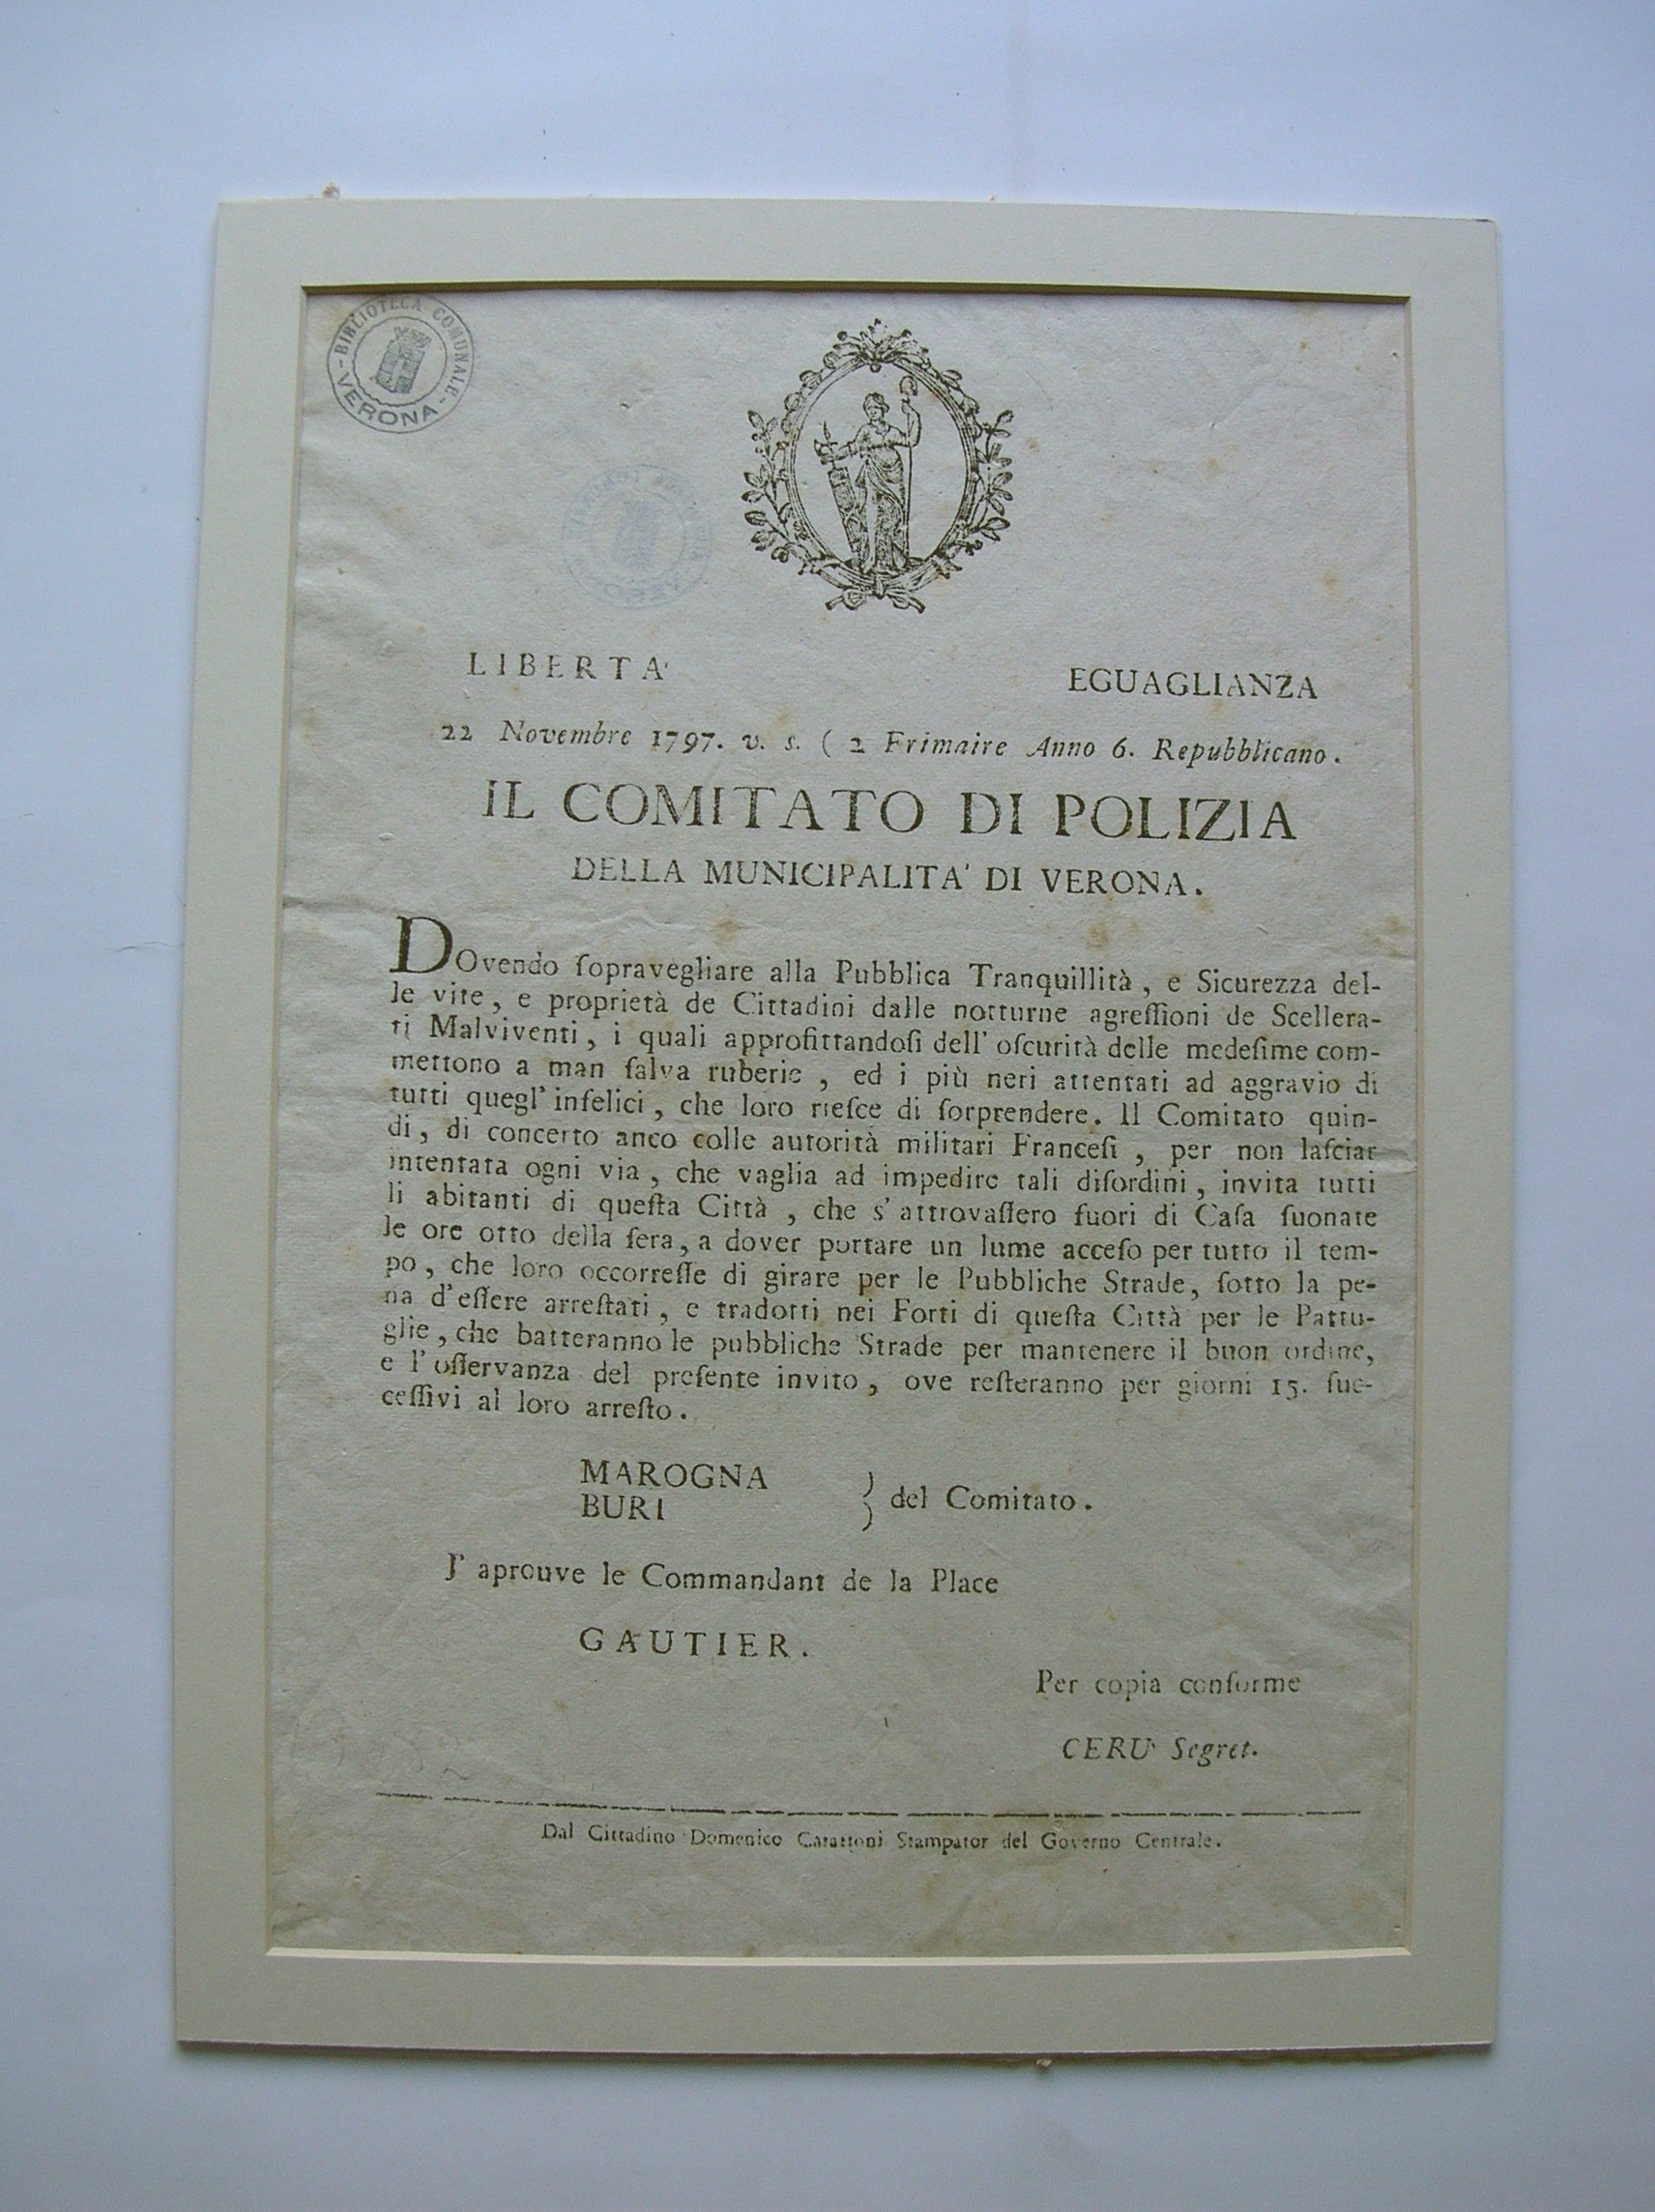 BIBLIOTECA COMUNALE
- VERONA -
LIBERTA'
EGUAGLIANZA
22 Novembre 1797. v. s. ( 2 Frimaire Anno 6. Repubblicano.
IL COMITATO DI POLIZIA
DELLA MUNICIPALITA' DI VERONA.
DOvendo ſopravegliare alla Pubblica Tranquillità, e Sicurezza del-
le vite, e proprietà de Cittadini dalle notturne agreſſioni de Scellera-
ti Malviventi, i quali approfittandoſi dell' oſcurità delle medeſime com-
mettono a man ſalva ruberie, ed i più neri attentati ad aggravio di
tutti quegl' infelici, che loro rieſce di ſorprendere. Il Comitato quin-
di, di concerto anco colle autorità militari Franceſi, per non laſciar
intentata ogni via, che vaglia ad impedire tali diſordini, invita tutti
li abitanti di queſta Città, che s' attrovaſſero fuori di Caſa ſuonate
le ore otto della ſera, a dover portare un lume acceſo per tutto il tem-
po, che loro occorreſſe di girare per le Pubbliche Strade, ſotto la pe-
na d'eſſere arreſtati, e tradotti nei Forti di queſta Città per le Pattu-
glie, che batteranno le pubbliche Strade per mantenere il buon ordine,
e l'oſſervanza del preſente invito, ove reſteranno per giorni 15. ſuc-
ceſſivi al loro arreſto.
MAROGNA
BURI
} del Comitato.
J' aprouve le Commandant de la Place
GAUTIER.
Per copia conforme
CERU' Segret.
Dal Cittadino Domenico Carattoni Stampator del Governo Centrale.